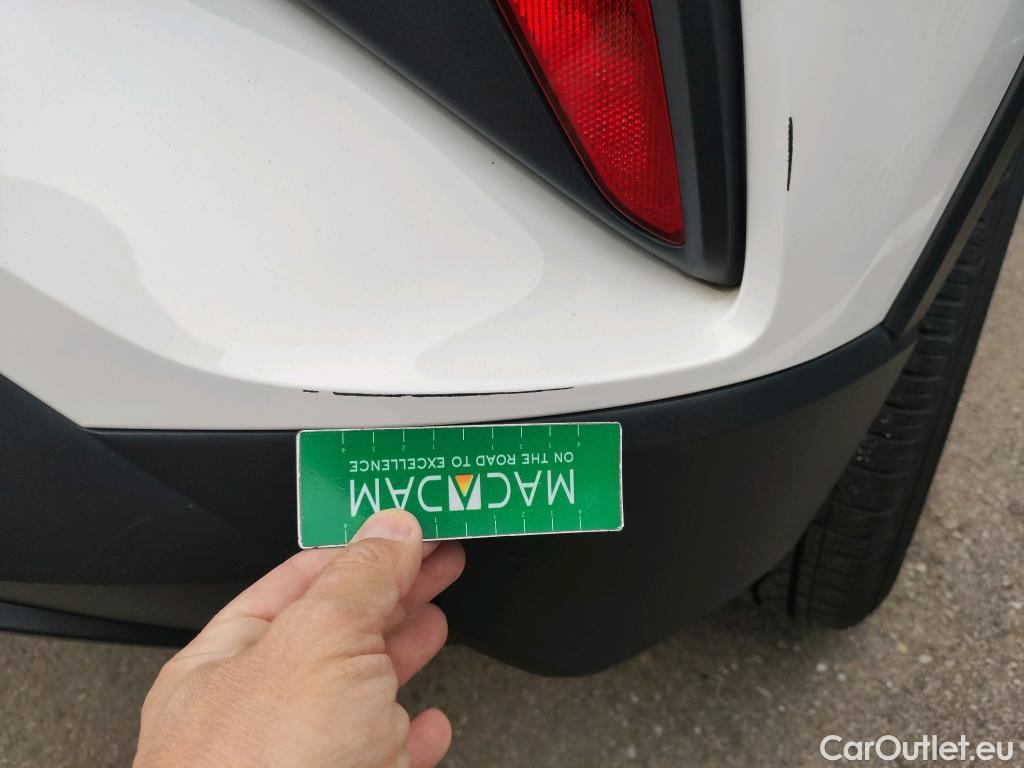 MACADAM
ON THE ROAD TO EXCELLENCE
CarOutlet.eu